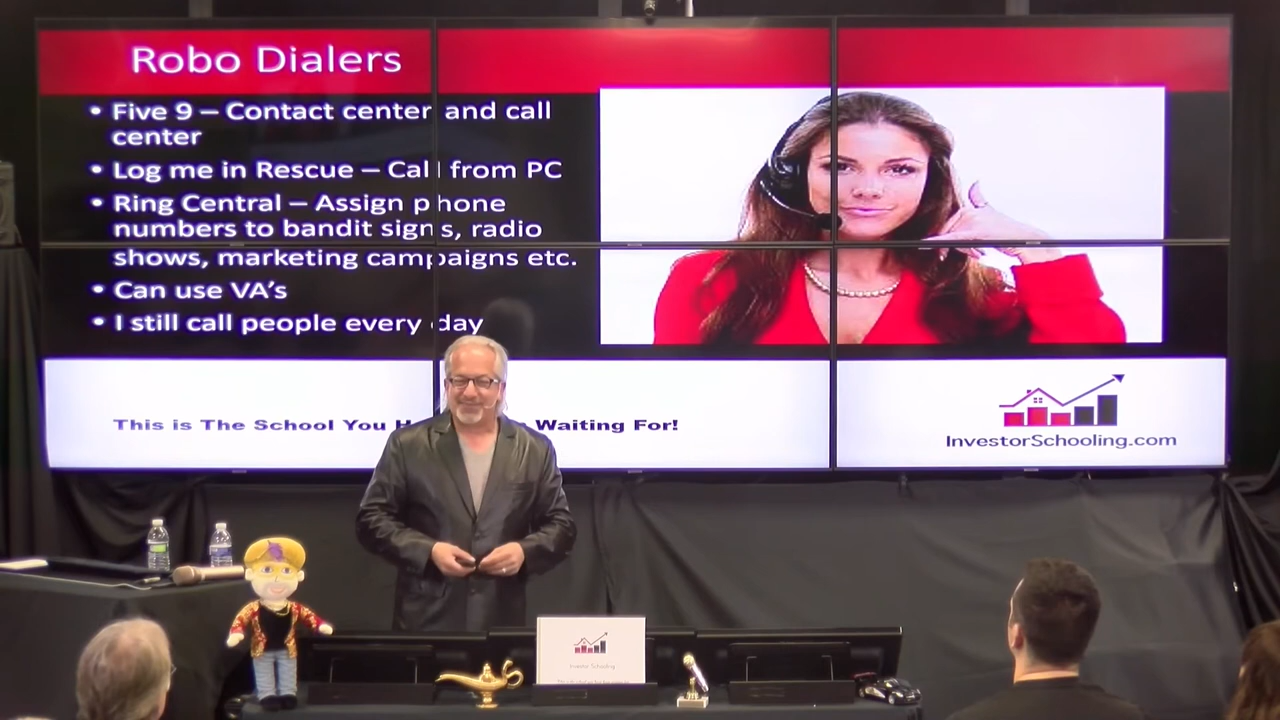 Robo Dialers
• Five 9 – Contact center and call
center
• Log me in Rescue – Call from PC
• Ring Central – Assign phone
numbers to bandit signs, radio
shows, marketing campaigns etc.
• Can use VA's
• I still call people every day
This is The School You H Waiting For!
InvestorSchooling.com
Investor Schooling